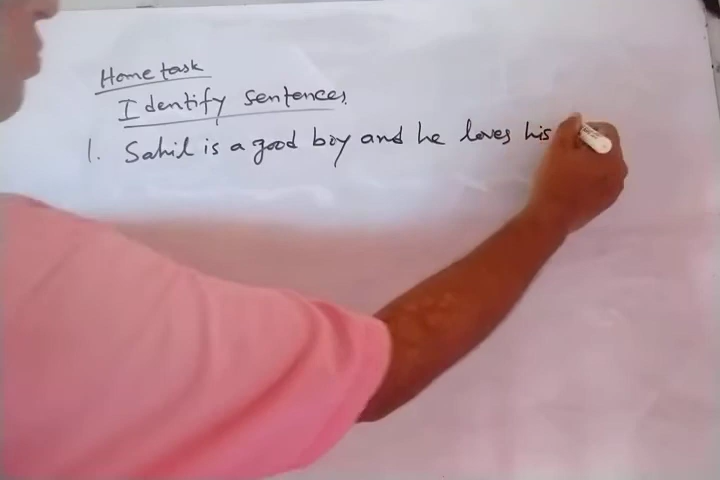 Home task
Identify sentences.
1. Sahil is a good boy and he loves his